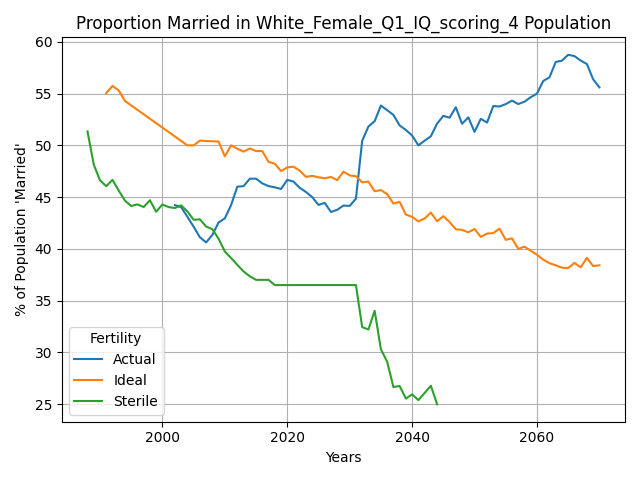 Proportion Married in White_Female_Q1_IQ_scoring_4 Population
% of Population 'Married'
60
55
50
45
40
35
30
25
Fertility
Actual
Ideal
Sterile
2000 2020 2040 2060
Years